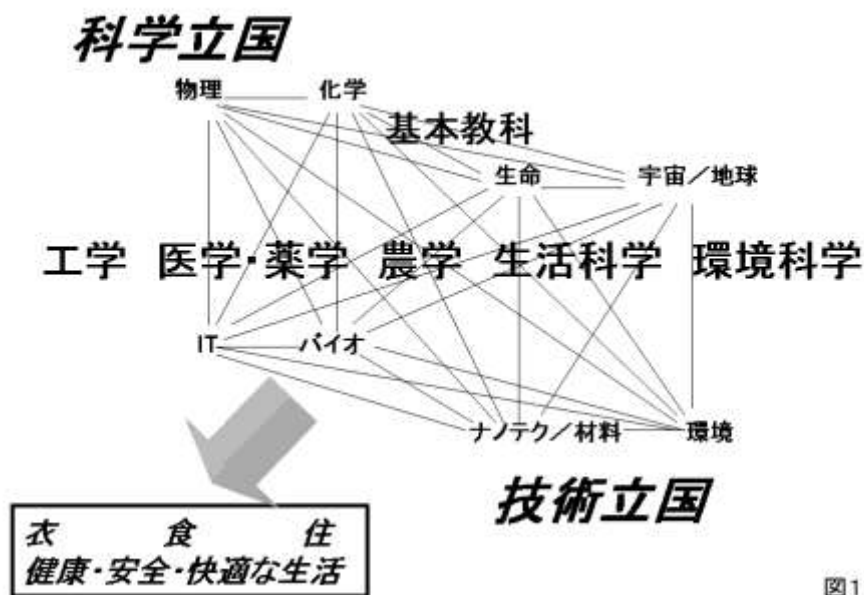 科学立国
物理 化学
基本教科
生命 宇宙／地球
工学 医学・薬学 農学 生活科学 環境科学
IT バイオ
ナノテク／材料 環境
技術立国
衣 食 住
健康・安全・快適な生活
図1